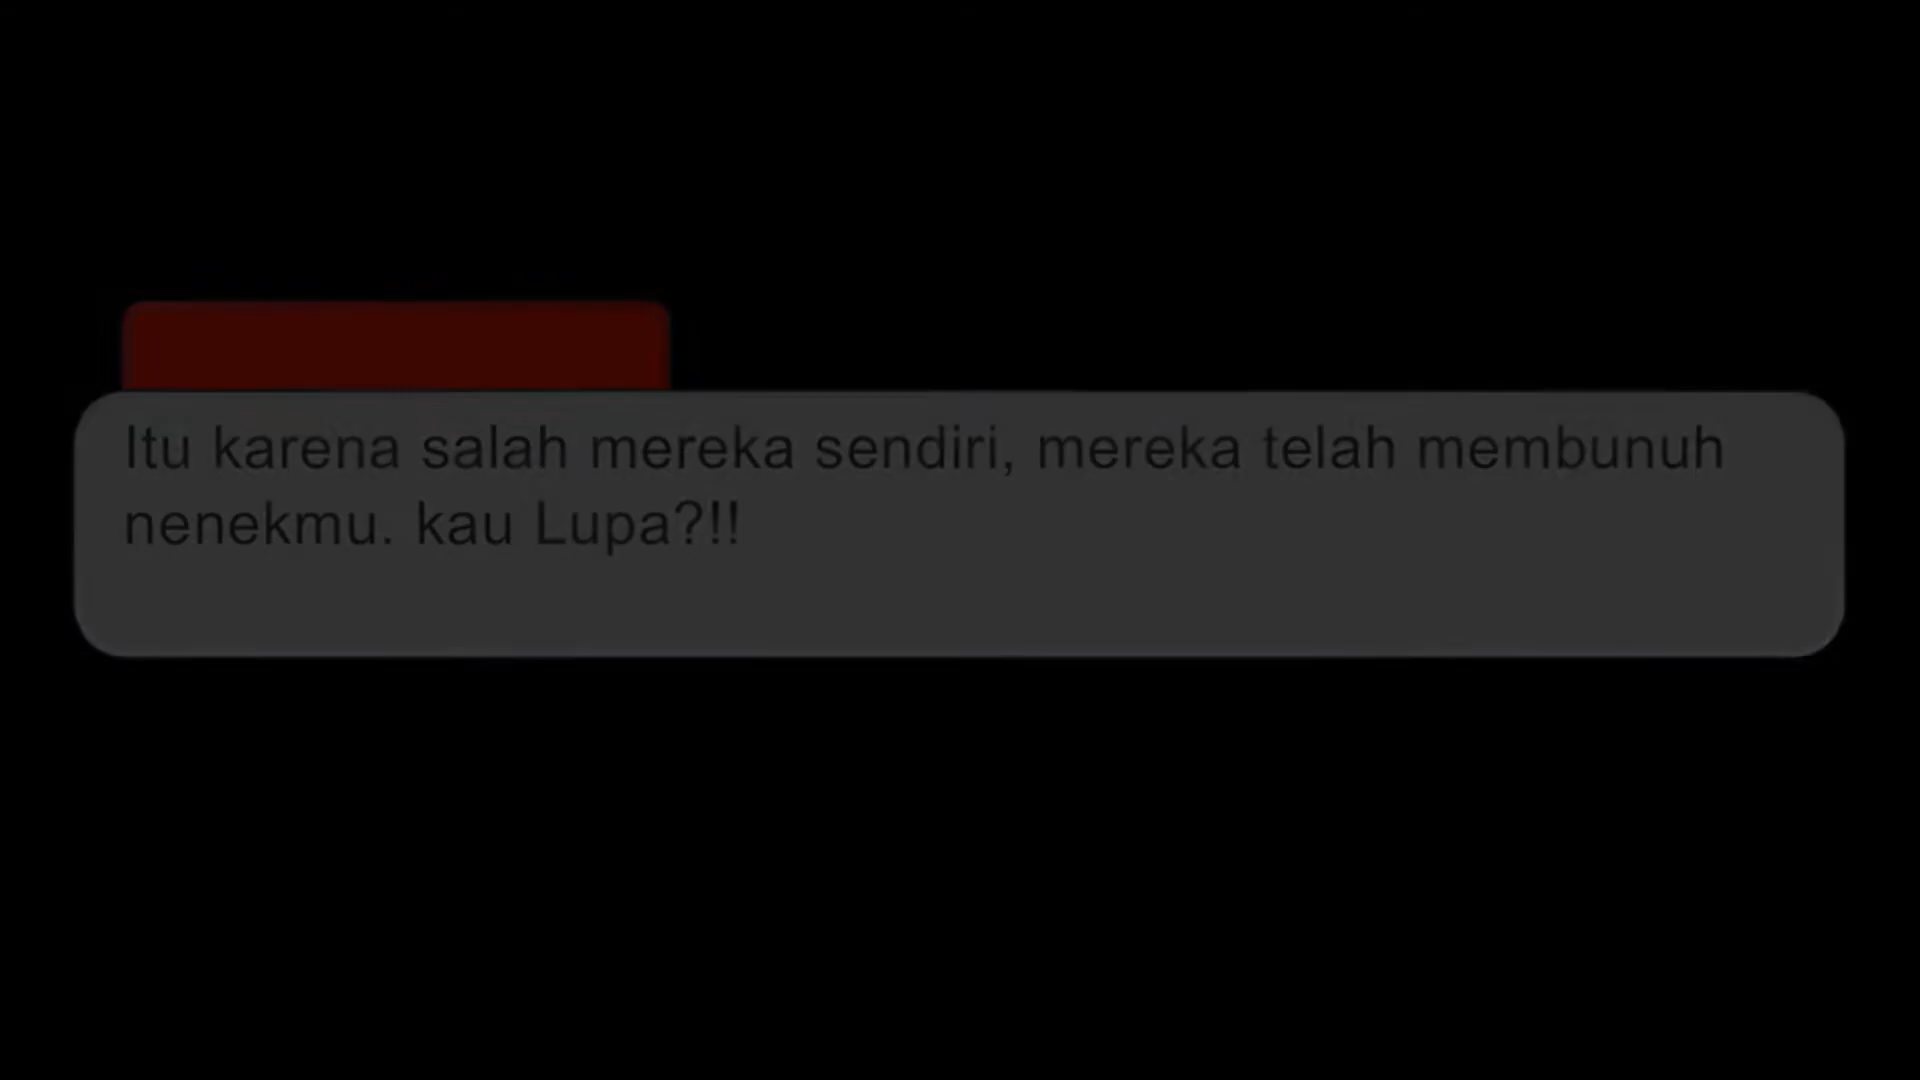 Itu karena salah mereka sendiri, mereka telah membunuh
nenekmu. kau Lupa?!!